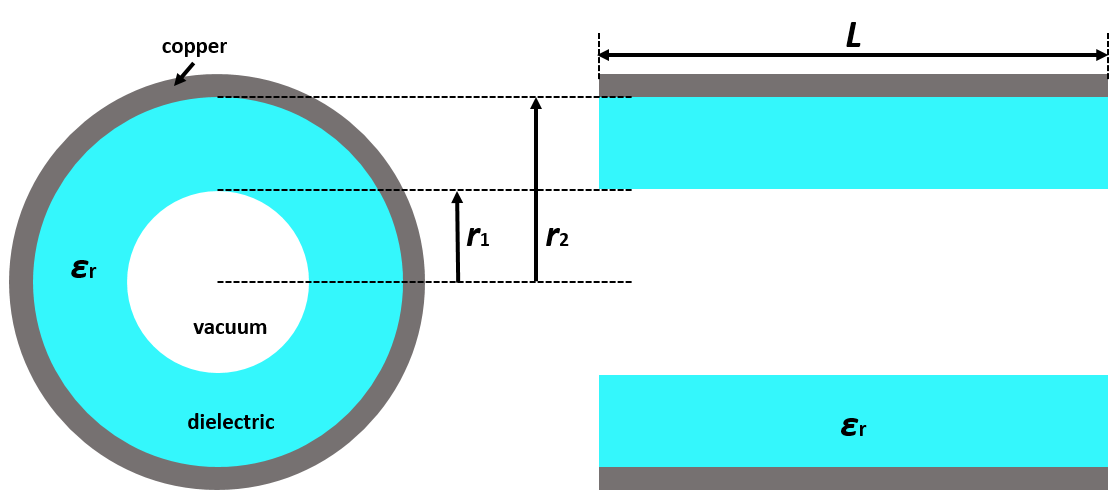 copper
L
r1
r2
εr
vacuum
dielectric
εr